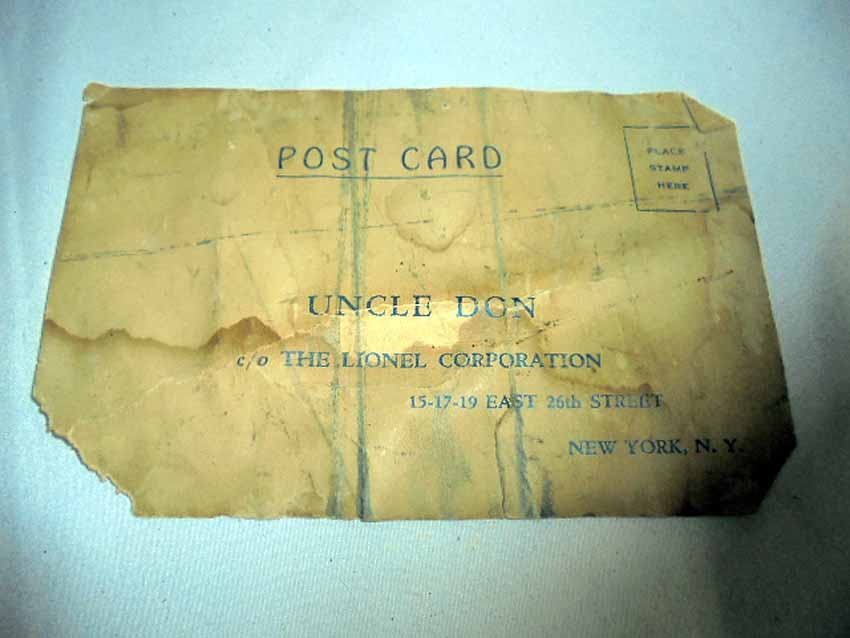 POST CARD
PLACE
STAMP
HERE
UNCLE DON
c/o THE LIONEL CORPORATION
15-17-19 EAST 26th STREET
NEW YORK, N. Y.